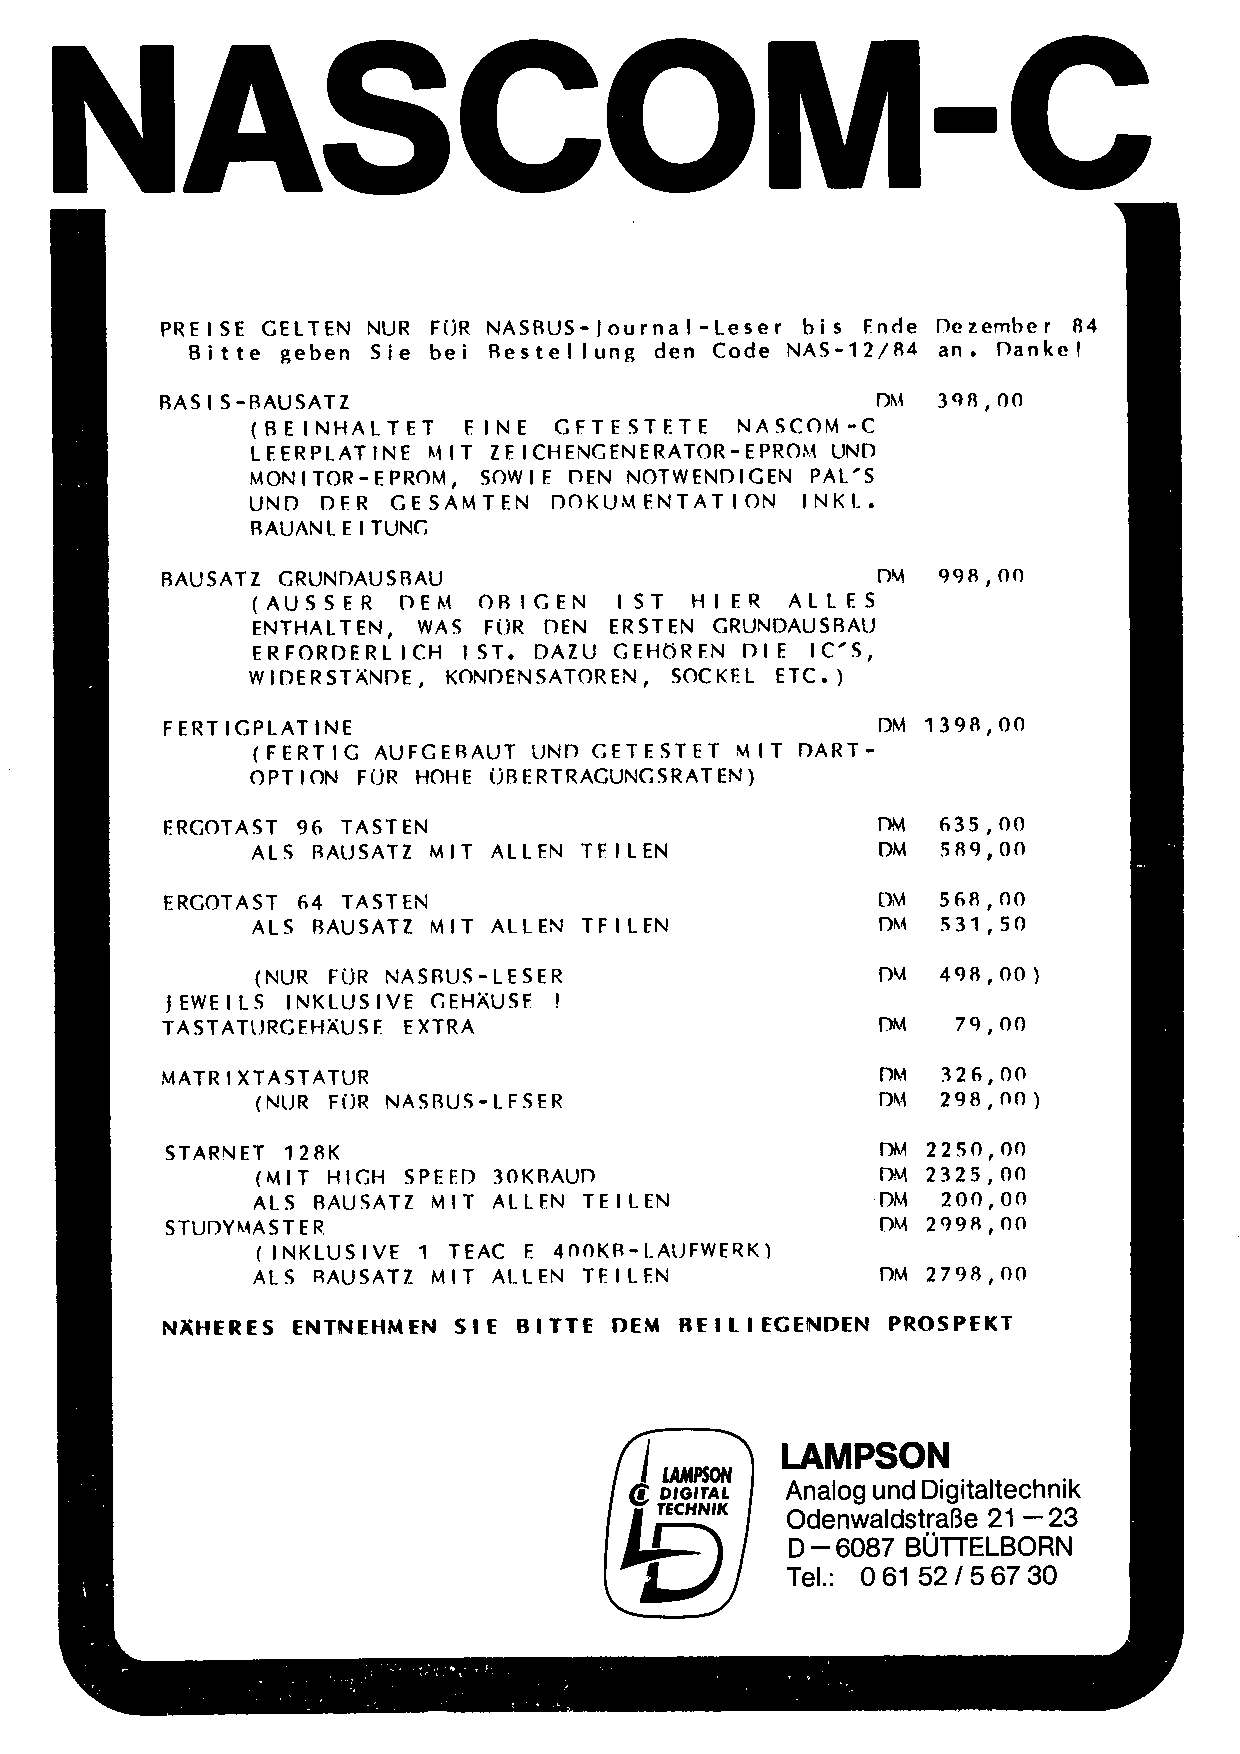 NASCOM-C
PREISE GELTEN NUR FÜR NASBUS-Journal-Leser bis Ende Dezember 84
Bitte geben Sie bei Bestellung den Code NAS-12/84 an. Danke!
BASIS-BAUSATZ DM 398,00
(BEINHALTET EINE GETESTETE NASCOM-C
LEERPLATINE MIT ZEICHENGENERATOR-EPROM UND
MONITOR-EPROM, SOWIE DEN NOTWENDIGEN PAL'S
UND DER GESAMTEN DOKUMENTATION INKL.
BAUANLEITUNG
BAUSATZ GRUNDAUSBAU DM 998,00
(AUSSER DEM OBIGEN IST HIER ALLES
ENTHALTEN, WAS FÜR DEN ERSTEN GRUNDAUSBAU
ERFORDERLICH IST. DAZU GEHÖREN DIE IC'S,
WIDERSTÄNDE, KONDENSATOREN, SOCKEL ETC.)
FERTIGPLATINE DM 1398,00
(FERTIG AUFGEBAUT UND GETESTET MIT DART-
OPTION FÜR HOHE ÜBERTRAGUNGSRATEN)
ERGOTAST 96 TASTEN DM 635,00
ALS BAUSATZ MIT ALLEN TEILEN DM 589,00
ERGOTAST 64 TASTEN DM 568,00
ALS BAUSATZ MIT ALLEN TEILEN DM 531,50
(NUR FÜR NASBUS-LESER DM 498,00)
JEWEILS INKLUSIVE GEHÄUSE !
TASTATURGEHÄUSE EXTRA DM 79,00
MATRIXTASTATUR DM 326,00
(NUR FÜR NASBUS-LESER DM 298,00)
STARNET 128K DM 2250,00
(MIT HIGH SPEED 30KBAUD DM 2325,00
ALS BAUSATZ MIT ALLEN TEILEN DM 200,00
STUDYMASTER DM 2998,00
(INKLUSIVE 1 TEAC E 400KB-LAUFWERK)
ALS BAUSATZ MIT ALLEN TEILEN DM 2798,00
NÄHERES ENTNEHMEN SIE BITTE DEM BEILIEGENDEN PROSPEKT
LAMPSON
DIGITAL
TECHNIK
LAMPSON
Analog und Digitaltechnik
Odenwaldstraße 21 – 23
D – 6087 BÜTTELBORN
Tel.: 0 61 52 / 5 67 30